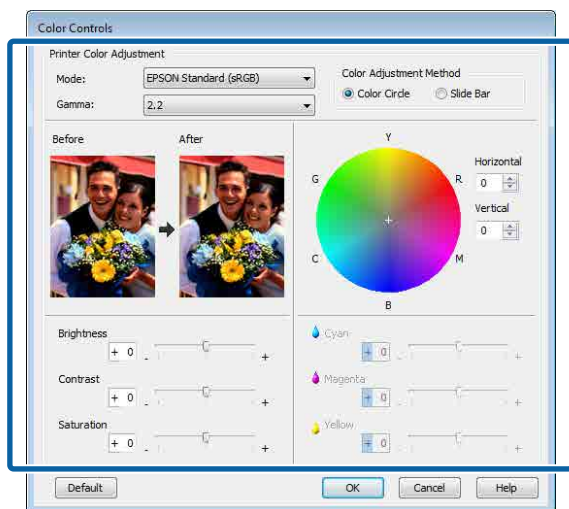 Color Controls
Printer Color Adjustment
Mode:
EPSON Standard (sRGB)
Gamma:
2.2
Color Adjustment Method
Color Circle
Slide Bar
Before
After
Y
G
R
C
M
B
Horizontal
0
Vertical
0
Brightness
+ 0
- +
Contrast
+ 0
- +
Saturation
+ 0
- +
Cyan
+ 0
- +
Magenta
+ 0
- +
Yellow
+ 0
- +
Default
OK
Cancel
Help